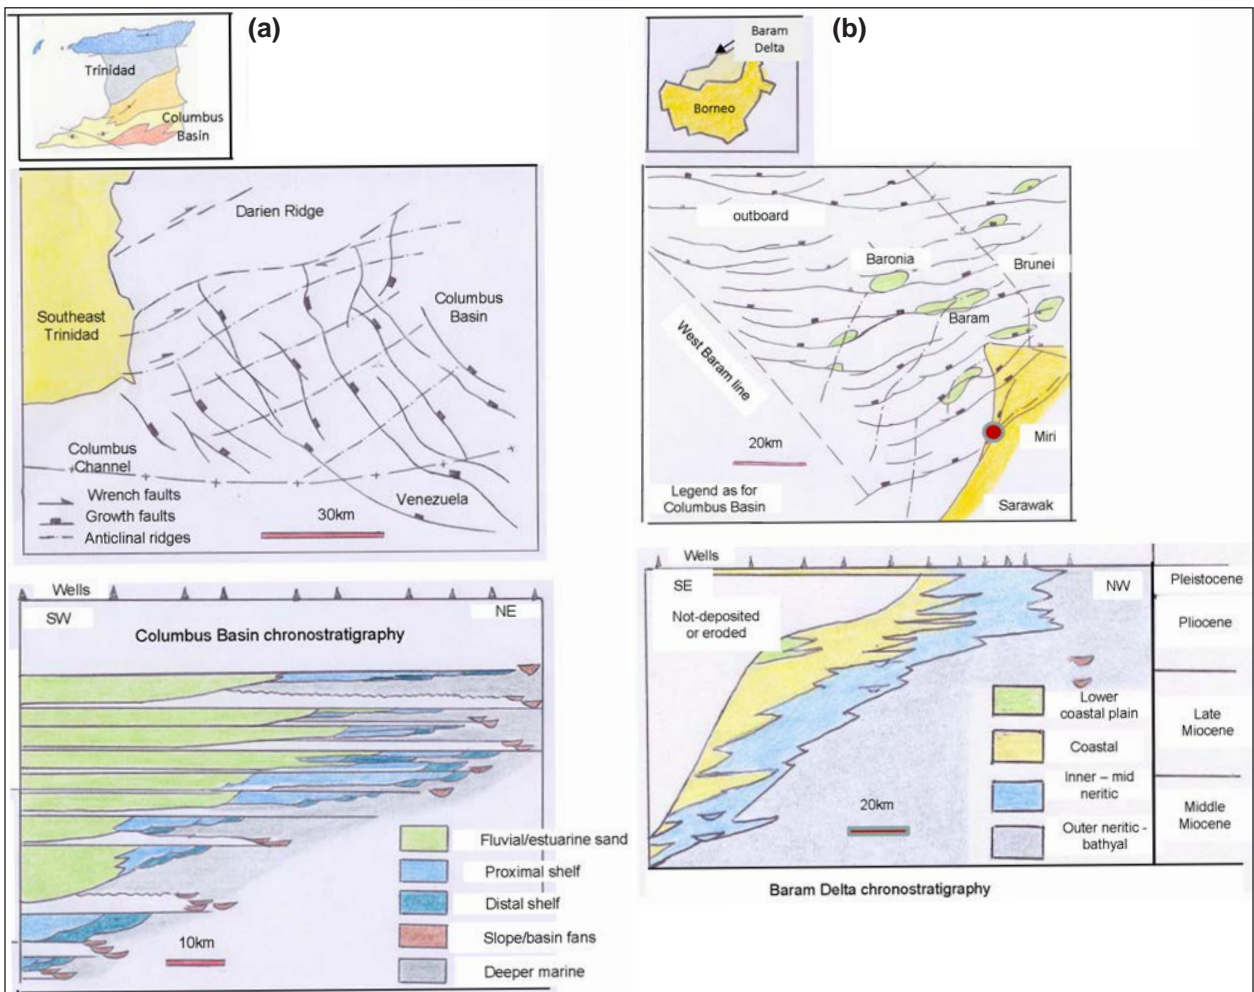 (a)
Trinidad
Columbus
Basin
Darien Ridge
Southeast
Trinidad
Columbus
Basin
Columbus
Channel
Venezuela
Wrench faults
Growth faults
Anticlinal ridges
30km
Wells
SW
NE
Columbus Basin chronostratigraphy
Fluvial/estuarine sand
Proximal shelf
Distal shelf
Slope/basin fans
Deeper marine
10km
(b)
Baram
Delta
Borneo
outboard
Baronia
Brunei
Baram
West Baram line
20km
Miri
Legend as for
Columbus Basin
Sarawak
Wells
SE
NW
Not-deposited
or eroded
Pleistocene
Pliocene
Late
Miocene
Middle
Miocene
Lower
coastal plain
Coastal
Inner – mid
neritic
Outer neritic -
bathyal
20km
Baram Delta chronostratigraphy